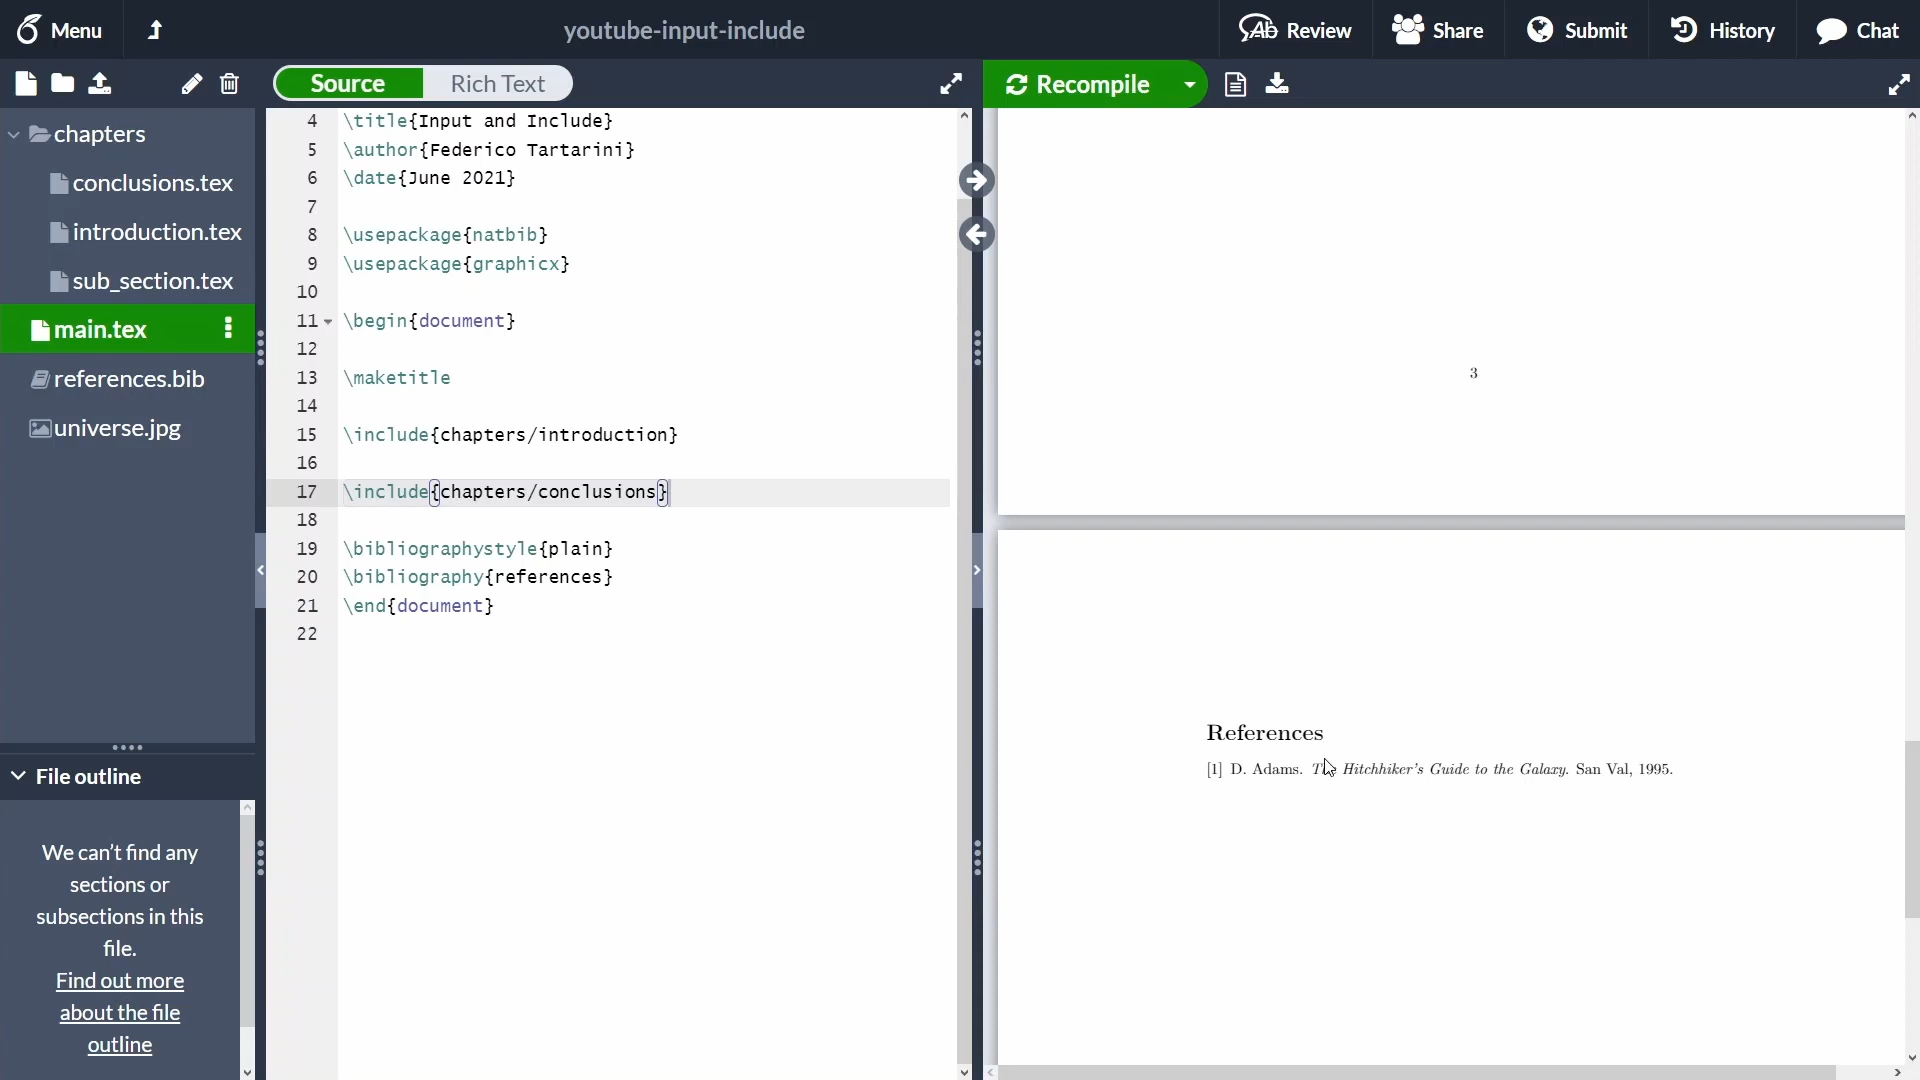 Menu
youtube-input-include
Review
Share
Submit
History
Chat
Source
Rich Text
Recompile
chapters
conclusions.tex
introduction.tex
sub_section.tex
main.tex
references.bib
universe.jpg
File outline
We can't find any
sections or
subsections in this
file.
Find out more
about the file
outline
4 \title{Input and Include}
5 \author{Federico Tartarini}
6 \date{June 2021}
7
8 \usepackage{natbib}
9 \usepackage{graphicx}
10
11 \begin{document}
12
13 \maketitle
14
15 \include{chapters/introduction}
16
17 \include{chapters/conclusions}
18
19 \bibliographystyle{plain}
20 \bibliography{references}
21 \end{document}
22
3
References
[1] D. Adams. The Hitchhiker's Guide to the Galaxy. San Val, 1995.